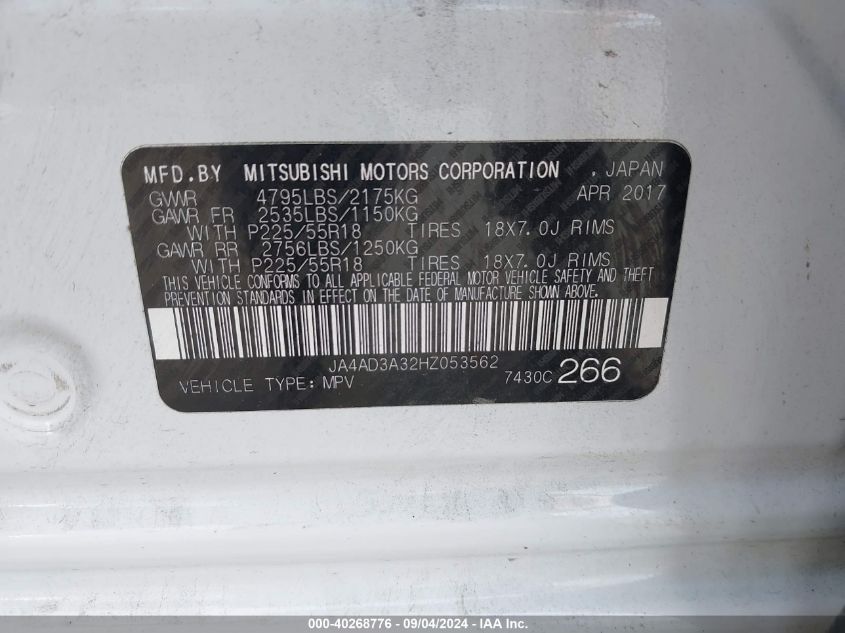 MFD.BY MITSUBISHI MOTORS CORPORATION , JAPAN
GVWR 4795LBS/2175KG APR 2017
GAWR FR 2535LBS/1150KG
WITH P225/55R18 TIRES 18X7.0J RIMS
GAWR RR 2756LBS/1250KG
WITH P225/55R18 TIRES 18X7.0J RIMS
THIS VEHICLE CONFORMS TO ALL APPLICABLE FEDERAL MOTOR VEHICLE SAFETY AND THEFT
PREVENTION STANDARDS IN EFFECT ON THE DATE OF MANUFACTURE SHOWN ABOVE.
JA4AD3A32HZ053562
VEHICLE TYPE: MPV 7430C 266
000-40268776 - 09/04/2024 - IAA Inc.